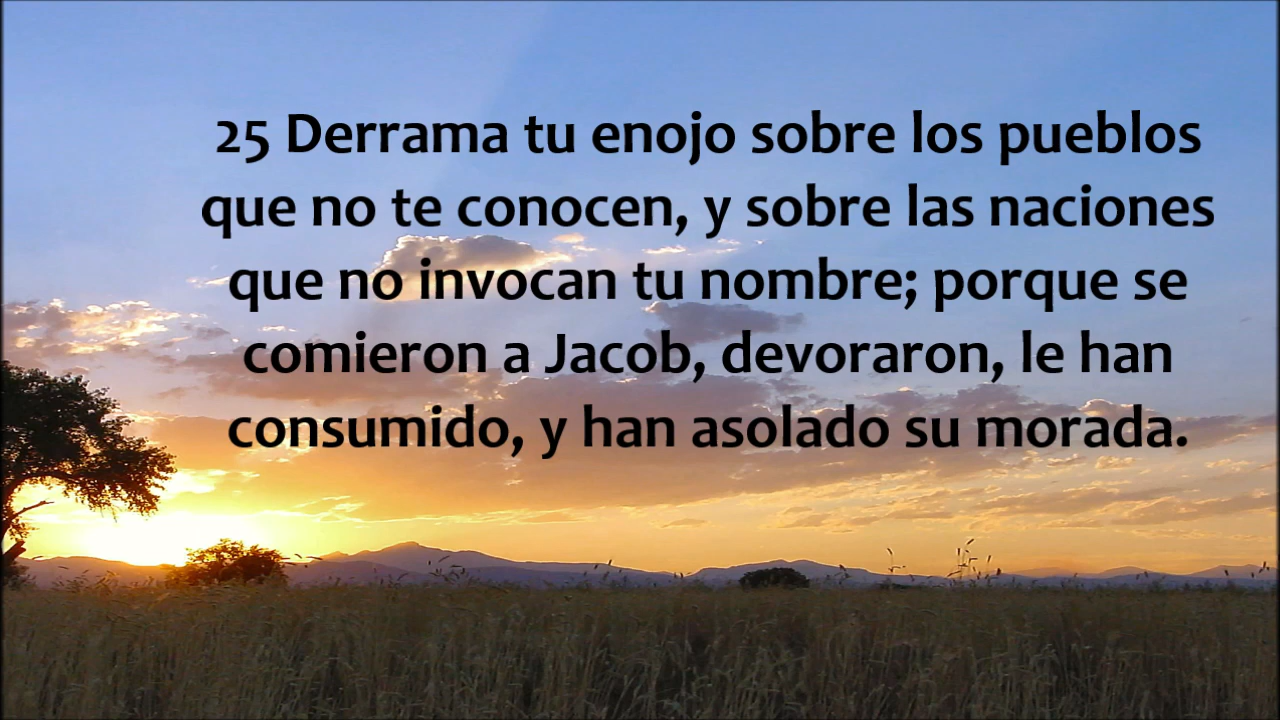 25 Derrama tu enojo sobre los pueblos
que no te conocen, y sobre las naciones
que no invocan tu nombre; porque se
comieron a Jacob, devoraron, le han
consumido, y han asolado su morada.